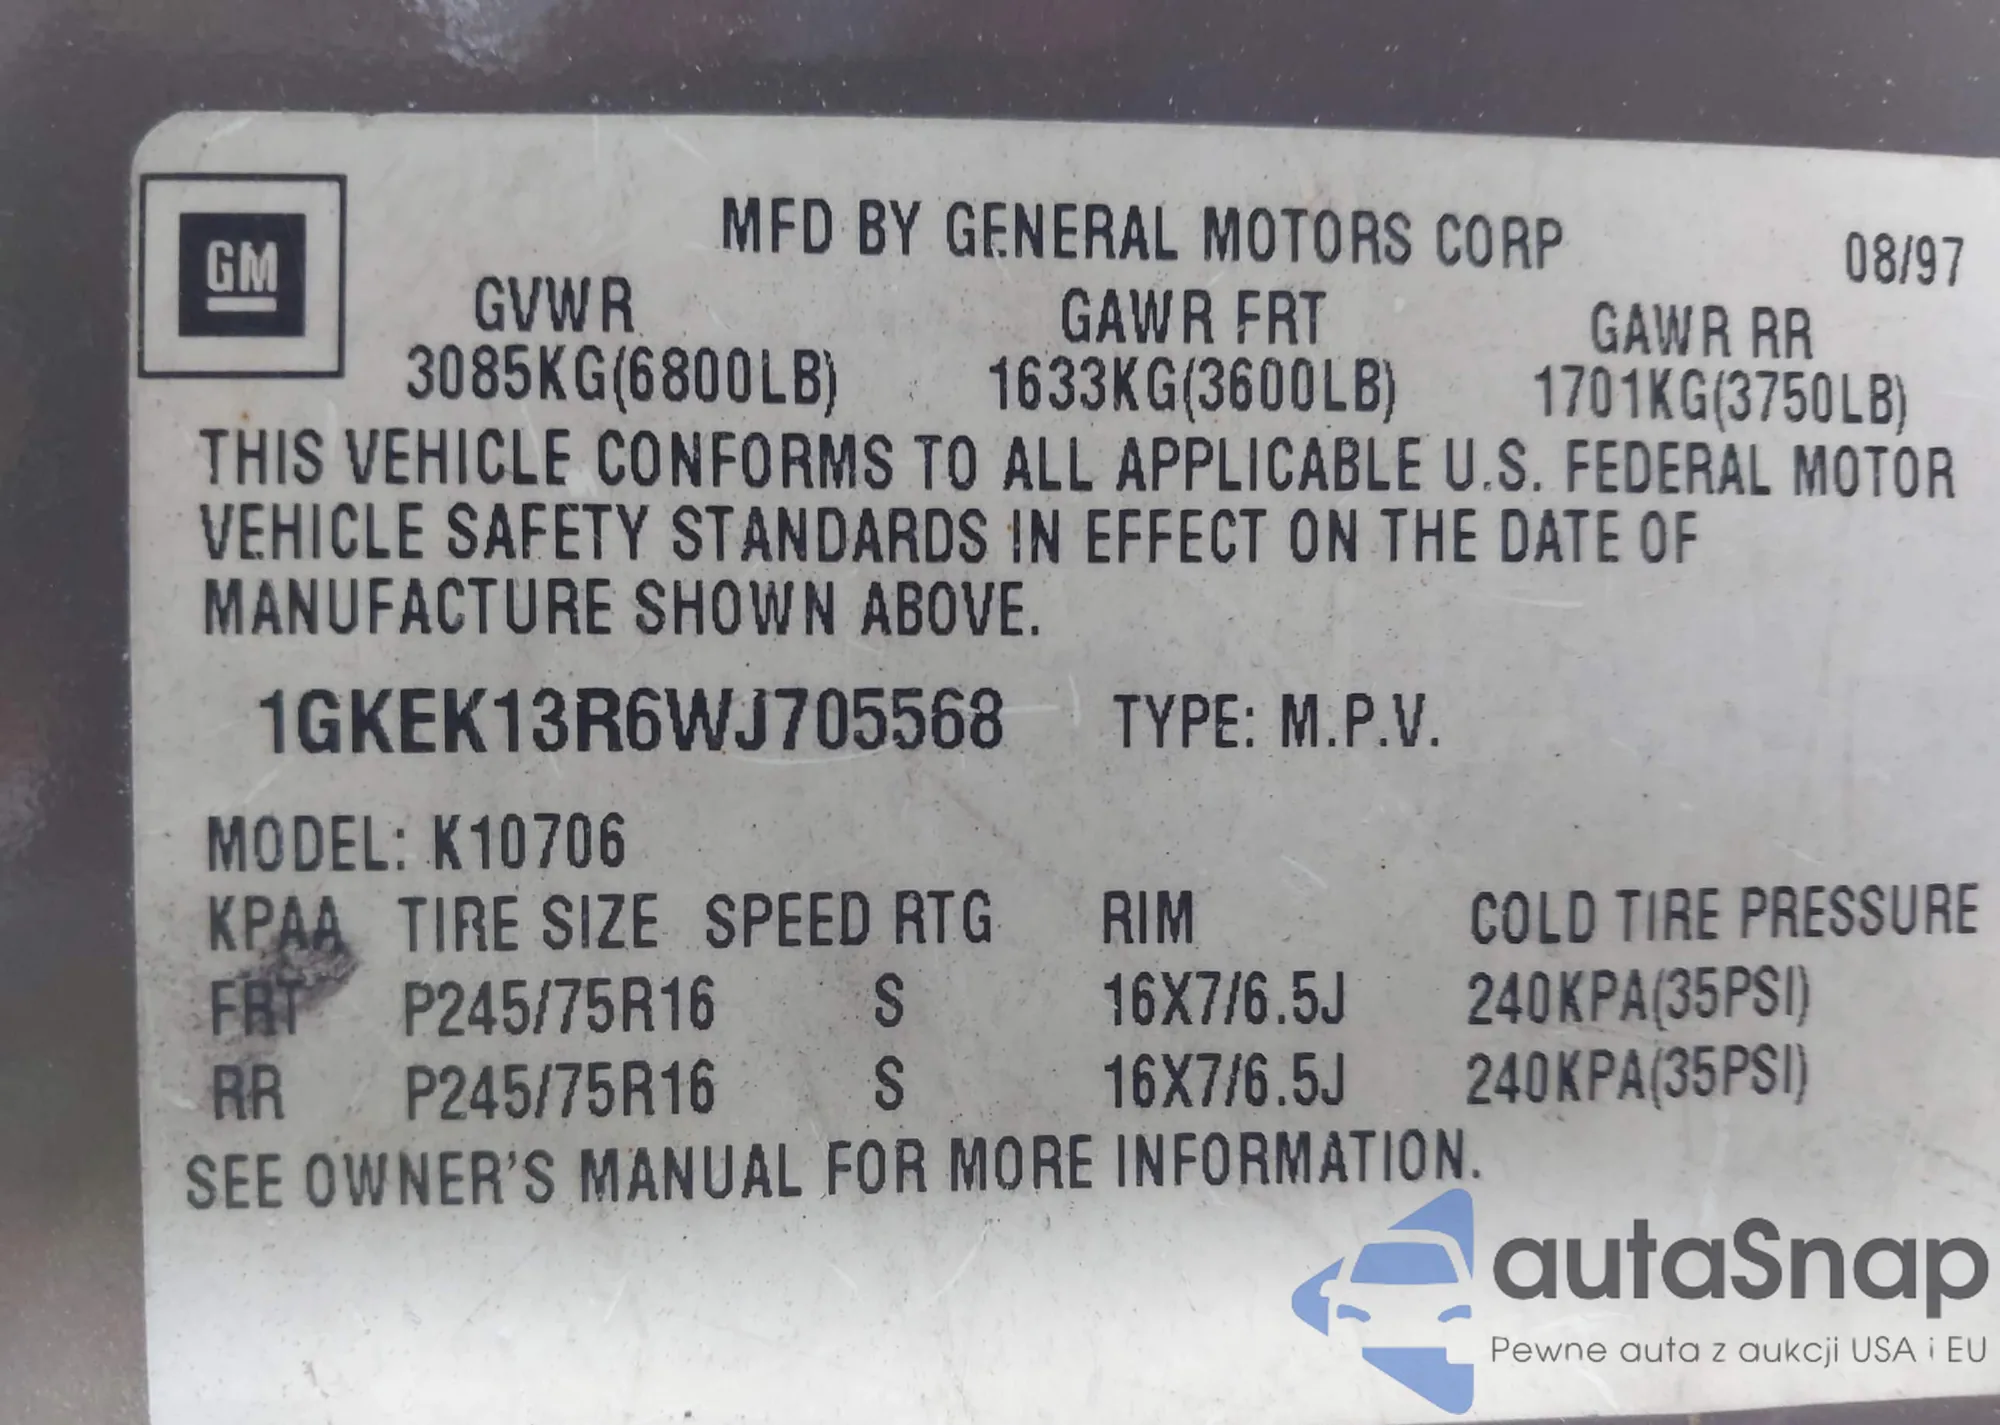 GM
MFD BY GENERAL MOTORS CORP 08/97
GVWR GAWR FRT GAWR RR
3085KG(6800LB) 1633KG(3600LB) 1701KG(3750LB)
THIS VEHICLE CONFORMS TO ALL APPLICABLE U.S. FEDERAL MOTOR
VEHICLE SAFETY STANDARDS IN EFFECT ON THE DATE OF
MANUFACTURE SHOWN ABOVE.
1GKEK13R6WJ705568 TYPE: M.P.V.
MODEL: K10706
KPAA TIRE SIZE SPEED RTG RIM COLD TIRE PRESSURE
FRT P245/75R16 S 16X7/6.5J 240KPA(35PSI)
RR P245/75R16 S 16X7/6.5J 240KPA(35PSI)
SEE OWNER'S MANUAL FOR MORE INFORMATION.
autaSnap
Pewne auta z aukcji USA i EU